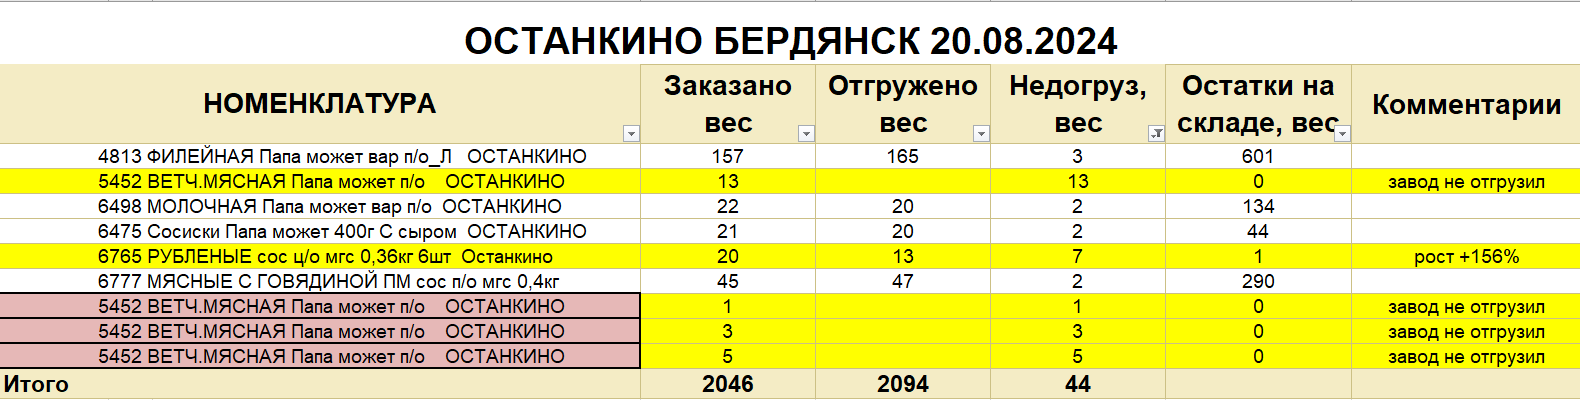 ОСТАНКИНО БЕРДЯНСК 20.08.2024
НОМЕНКЛАТУРА Заказано вес Отгружено вес Недогруз, вес Остатки на складе, вес Комментарии
4813 ФИЛЕЙНАЯ Папа может вар п/о_Л ОСТАНКИНО 157 165 3 601
5452 ВЕТЧ.МЯСНАЯ Папа может п/о ОСТАНКИНО 13 13 0 завод не отгрузил
6498 МОЛОЧНАЯ Папа может вар п/о ОСТАНКИНО 22 20 2 134
6475 Сосиски Папа может 400г С сыром ОСТАНКИНО 21 20 2 44
6765 РУБЛЕНЫЕ сос ц/о мгс 0,36кг 6шт Останкино 20 13 7 1 рост +156%
6777 МЯСНЫЕ С ГОВЯДИНОЙ ПМ сос п/о мгс 0,4кг 45 47 2 290
5452 ВЕТЧ.МЯСНАЯ Папа может п/о ОСТАНКИНО 1 1 0 завод не отгрузил
5452 ВЕТЧ.МЯСНАЯ Папа может п/о ОСТАНКИНО 3 3 0 завод не отгрузил
5452 ВЕТЧ.МЯСНАЯ Папа может п/о ОСТАНКИНО 5 5 0 завод не отгрузил
Итого 2046 2094 44